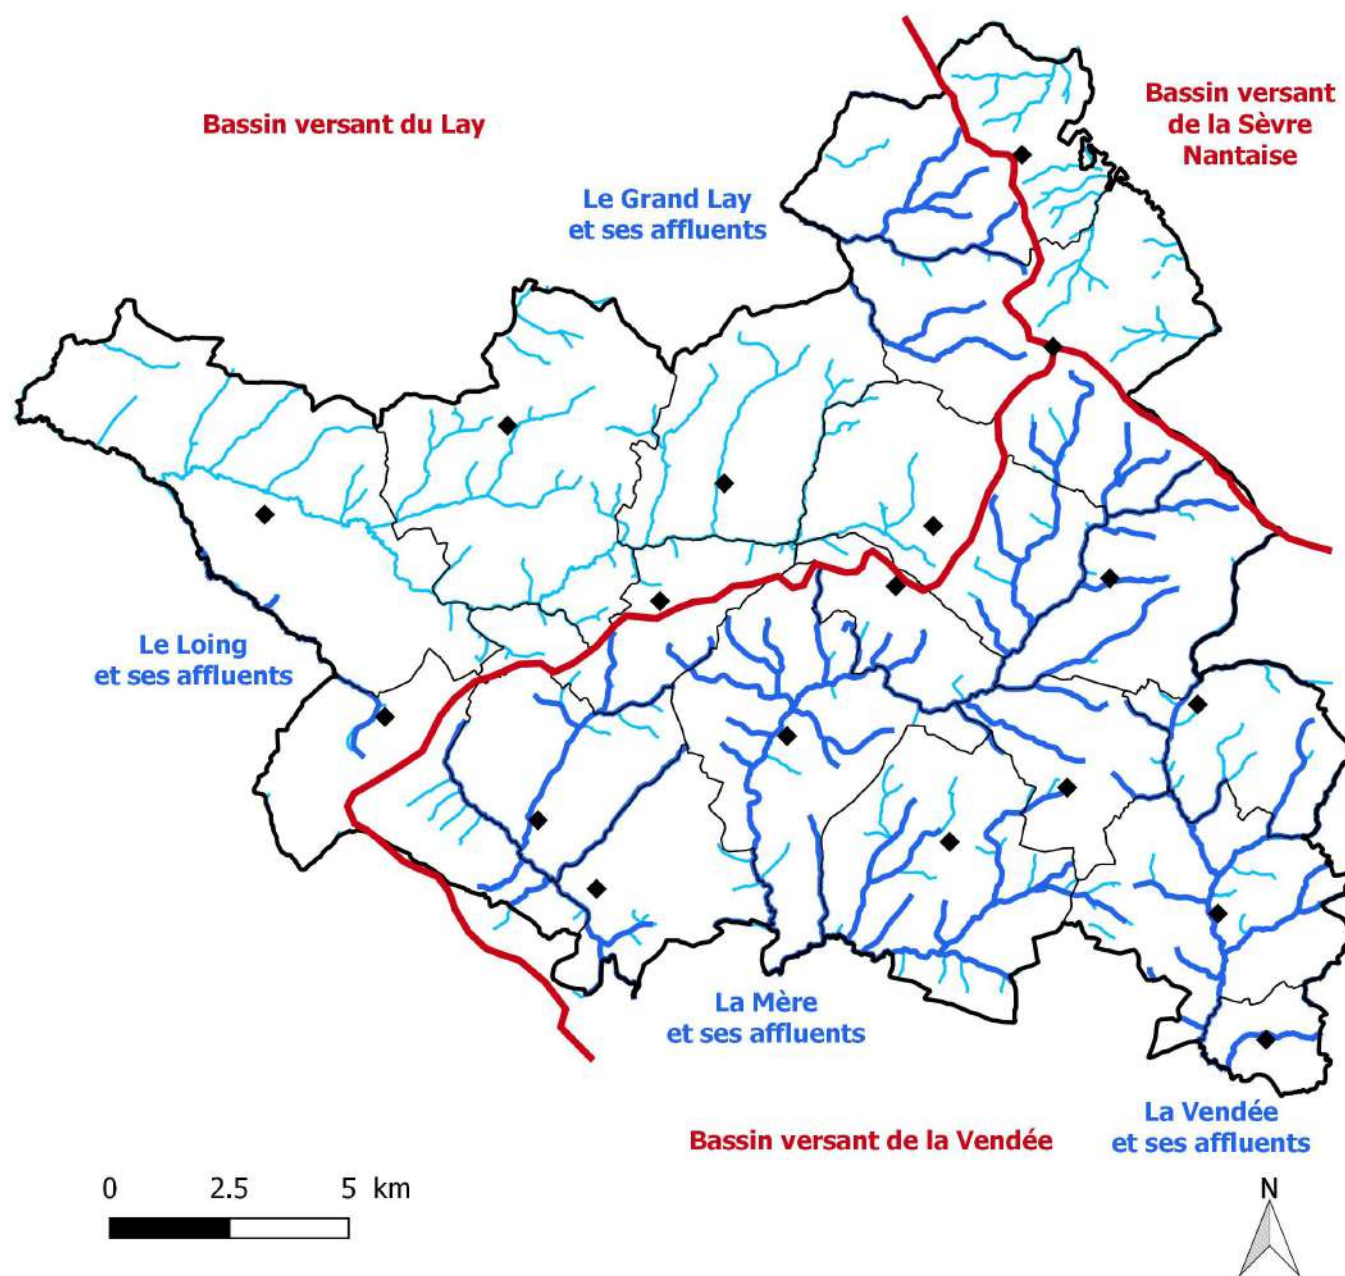 Bassin versant du Lay
Bassin versant
de la Sèvre
Nantaise
Le Grand Lay
et ses affluents
Le Loing
et ses affluents
La Mère
et ses affluents
La Vendée
et ses affluents
Bassin versant de la Vendée
0 2.5 5 km
N